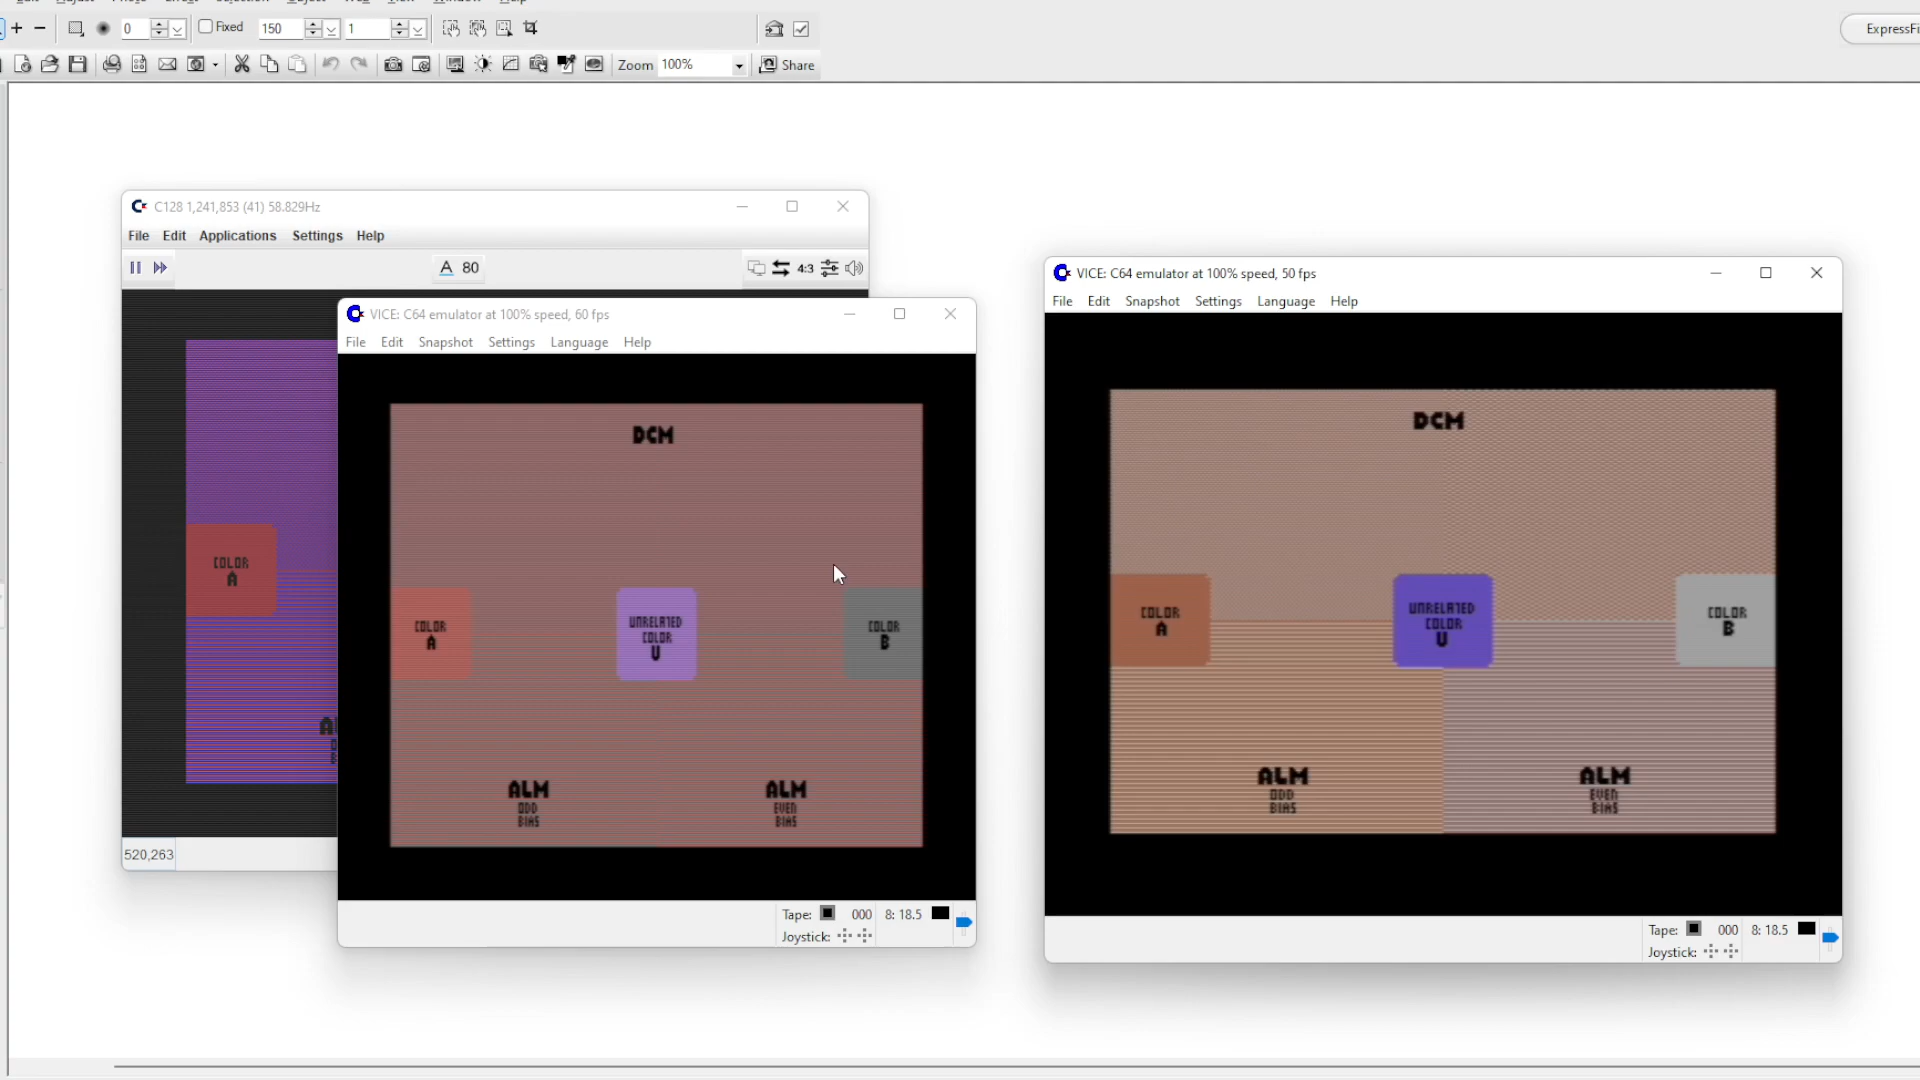 Window
0
Fixed
150
1
ExpressFi
Zoom 100%
Share
C128 1,241,853 (41) 58.829Hz
File Edit Applications Settings Help
A 80
4:3
COLOR
A
520,263
VICE: C64 emulator at 100% speed, 60 fps
File Edit Snapshot Settings Language Help
DCM
COLOR
A
UNRELATED
COLOR
U
COLOR
B
ALM
ODD
BIAS
ALM
EVEN
BIAS
Tape: 000 8: 18.5
Joystick:
VICE: C64 emulator at 100% speed, 50 fps
File Edit Snapshot Settings Language Help
DCM
COLOR
A
UNRELATED
COLOR
U
COLOR
B
ALM
ODD
BIAS
ALM
EVEN
BIAS
Tape: 000 8: 18.5
Joystick: